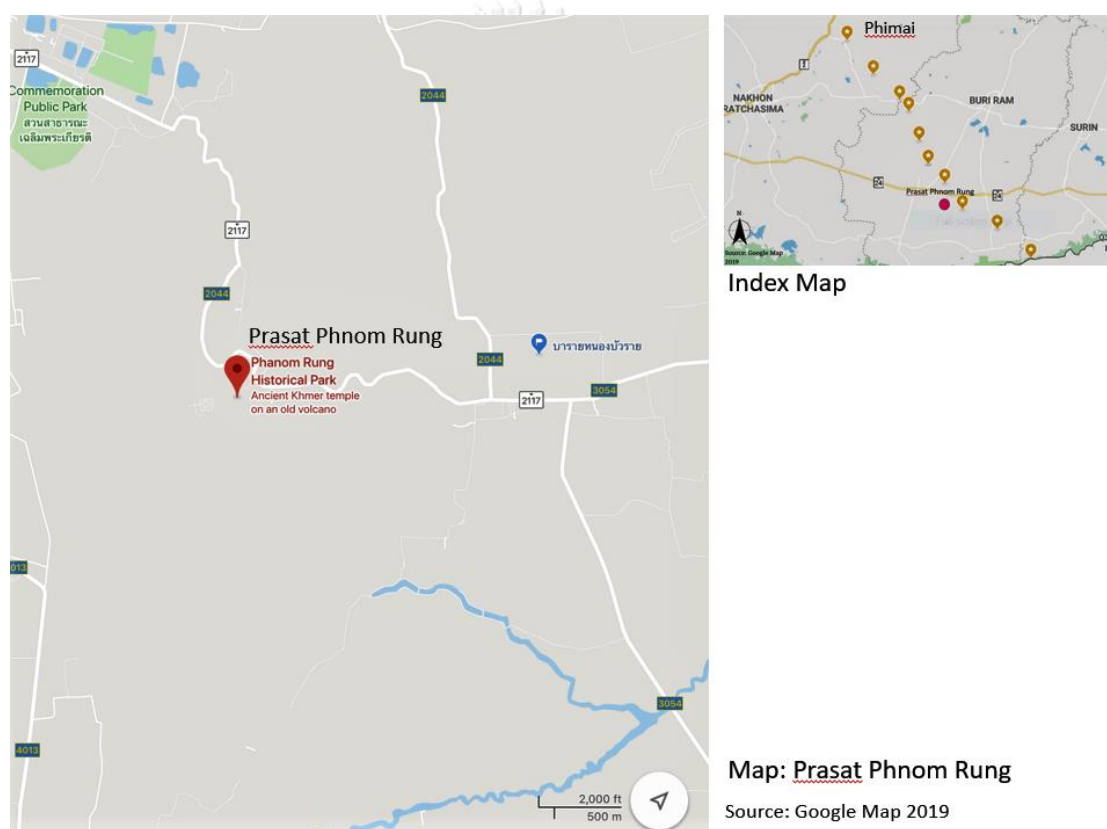 2117
Commemoration
Public Park
สวนสาธารณะ
เฉลิมพระเกียรติ
2044
2117
2044
Prasat Phnom Rung
Phanom Rung
Historical Park
Ancient Khmer temple
on an old volcano
2044
บารายหนองบัวราย
3054
2117
013
3054
4013
2,000 ft
500 m
Phimai
2
NAKHON
RATCHASIMA
BURI RAM
SURIN
24
Prasat Phnom Rung
24
N
Source: Google Map
2019
Index Map
Map: Prasat Phnom Rung
Source: Google Map 2019